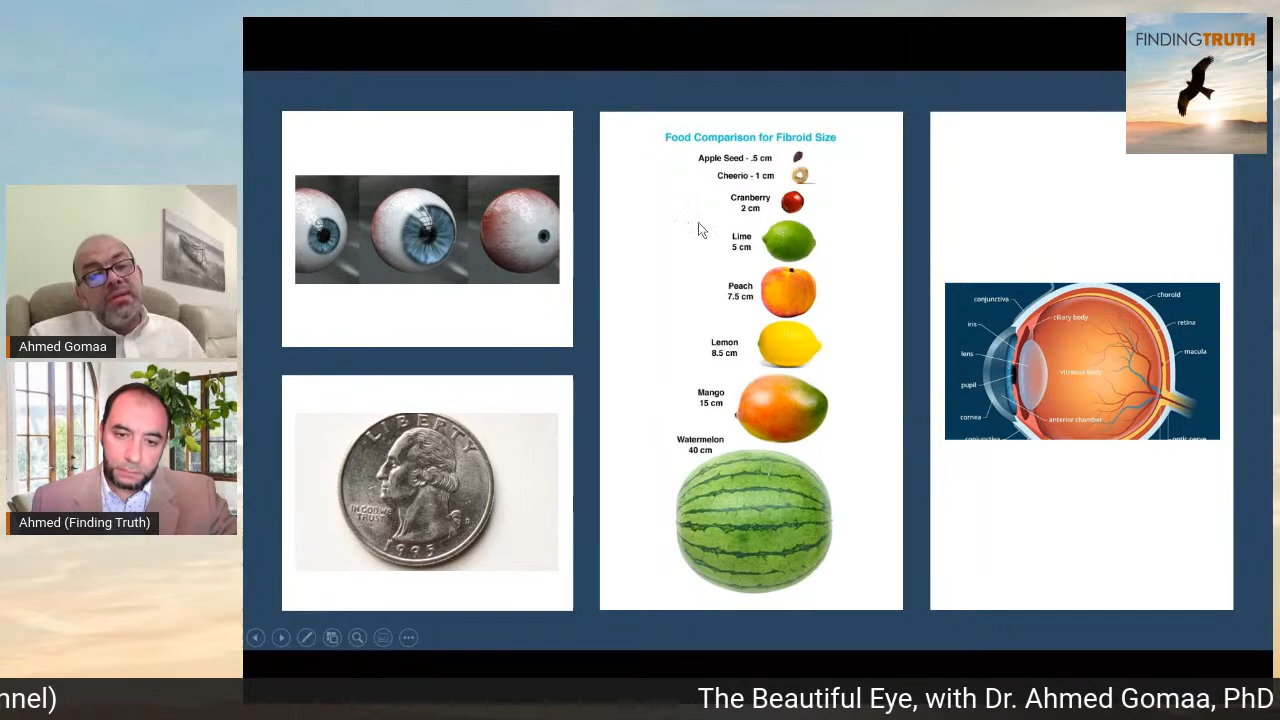 FINDINGTRUTH
Ahmed Gomaa
Ahmed (Finding Truth)
LIBERTY
IN GOD WE
TRUST
D
1995
Food Comparison for Fibroid Size
Apple Seed - .5 cm
Cheerio - 1 cm
Cranberry
2 cm
Lime
5 cm
Peach
7.5 cm
Lemon
8.5 cm
Mango
15 cm
Watermelon
40 cm
conjunctiva
iris
lens
pupil
cornea
conjunctiva
ciliary body
vitreous body
anterior chamber
choroid
retina
macula
optic nerve
nnel)
The Beautiful Eye, with Dr. Ahmed Gomaa, PhD